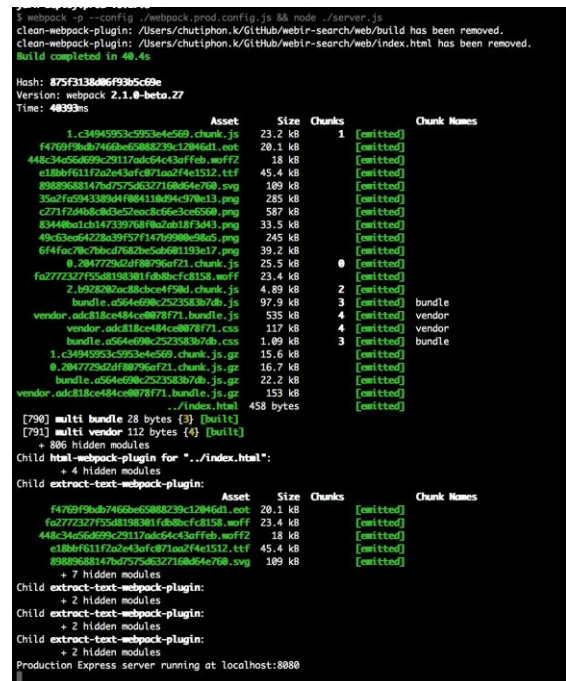 $ webpack -p --config ./webpack.prod.config.js && node ./server.js
clean-webpack-plugin: /Users/chutiphon.k/GitHub/webir-search/web/build has been removed.
clean-webpack-plugin: /Users/chutiphon.k/GitHub/webir-search/web/index.html has been removed.
Build completed in 40.4s
Hash: 875f3138d06f93b5c69e
Version: webpack 2.1.0-beta.27
Time: 40393ms
Asset Size Chunks Chunk Names
1.c34945953c5953e4e569.chunk.js 23.2 kB 1 [emitted]
f4769f9bdb7466be65088239c12046d1.eot 20.1 kB [emitted]
448c34a56d699c29117adc64c43affeb.woff2 18 kB [emitted]
e18bbf611f2a2e43afc071aa2f4e1512.ttf 45.4 kB [emitted]
89889688147bd7575d6327160d64e760.svg 109 kB [emitted]
35a2fa5943389d4f084110d94c970e13.png 285 kB [emitted]
c271f2d4b8c0d3e52eac8c66e3ce6560.png 587 kB [emitted]
83440ba1cb147339768f0a2ab18f3d43.png 33.5 kB [emitted]
49c63ea64228a39f57f147b9900e98a5.png 245 kB [emitted]
6f4fac70c7bbcd7682be5ab601193e17.png 39.2 kB [emitted]
0.2047729d2df80796af21.chunk.js 25.5 kB 0 [emitted]
fa2772327f55d8198301fdb8bcfc8158.woff 23.4 kB [emitted]
2.b928202ac88cbce4f50d.chunk.js 4.89 kB 2 [emitted]
bundle.a564e690c2523583b7db.js 97.9 kB 3 [emitted] bundle
vendor.adc818ce484ce0078f71.bundle.js 535 kB 4 [emitted] vendor
vendor.adc818ce484ce0078f71.css 117 kB 4 [emitted] vendor
bundle.a564e690c2523583b7db.css 1.09 kB 3 [emitted] bundle
1.c34945953c5953e4e569.chunk.js.gz 15.6 kB [emitted]
0.2047729d2df80796af21.chunk.js.gz 16.7 kB [emitted]
bundle.a564e690c2523583b7db.js.gz 22.2 kB [emitted]
vendor.adc818ce484ce0078f71.bundle.js.gz 153 kB [emitted]
../index.html 458 bytes [emitted]
[790] multi bundle 28 bytes {3} [built]
[791] multi vendor 112 bytes {4} [built]
+ 806 hidden modules
Child html-webpack-plugin for "../index.html":
+ 4 hidden modules
Child extract-text-webpack-plugin:
Asset Size Chunks Chunk Names
f4769f9bdb7466be65088239c12046d1.eot 20.1 kB [emitted]
fa2772327f55d8198301fdb8bcfc8158.woff 23.4 kB [emitted]
448c34a56d699c29117adc64c43affeb.woff2 18 kB [emitted]
e18bbf611f2a2e43afc071aa2f4e1512.ttf 45.4 kB [emitted]
89889688147bd7575d6327160d64e760.svg 109 kB [emitted]
+ 7 hidden modules
Child extract-text-webpack-plugin:
+ 2 hidden modules
Child extract-text-webpack-plugin:
+ 2 hidden modules
Child extract-text-webpack-plugin:
+ 2 hidden modules
Production Express server running at localhost:8080